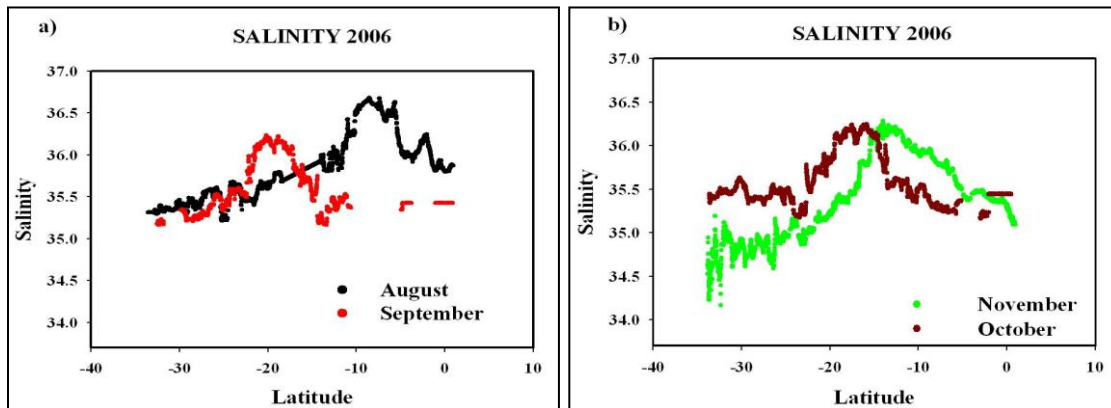 a)
SALINITY 2006
37.0
36.5
36.0
35.5
35.0
34.5
34.0
Salinity
-40 -30 -20 -10 0 10
Latitude
August
September
b)
SALINITY 2006
37.0
36.5
36.0
35.5
35.0
34.5
34.0
Salinity
-40 -30 -20 -10 0 10
Latitude
November
October